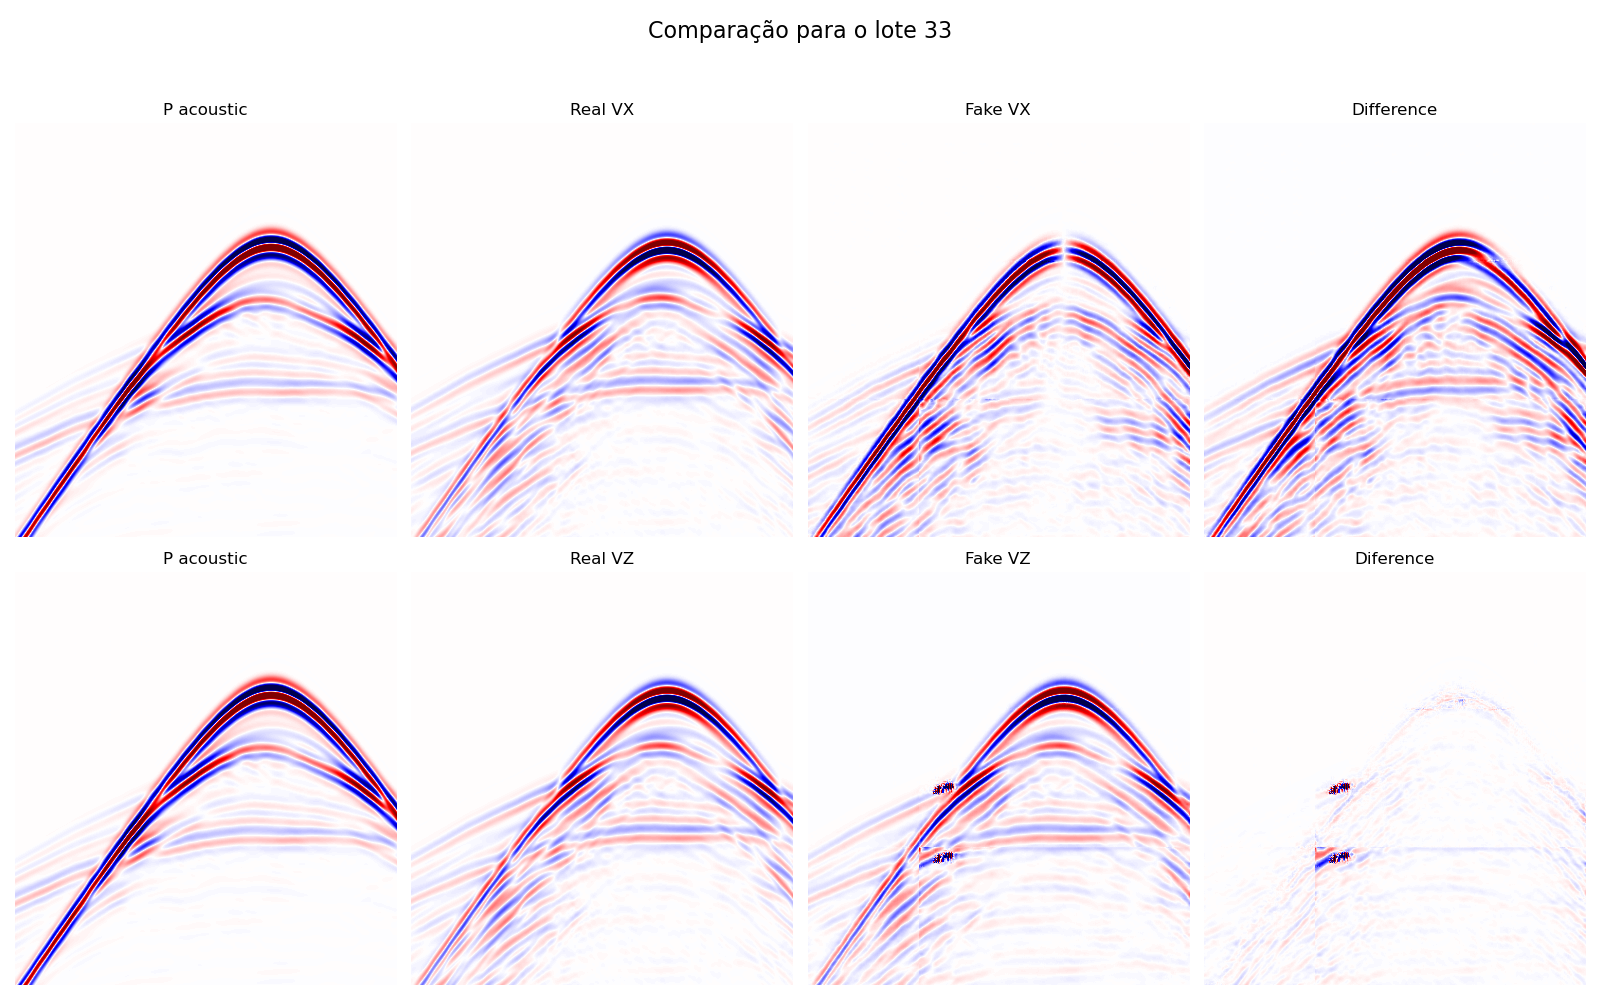 Comparação para o lote 33
P acoustic
Real VX
Fake VX
Difference
P acoustic
Real VZ
Fake VZ
Diference